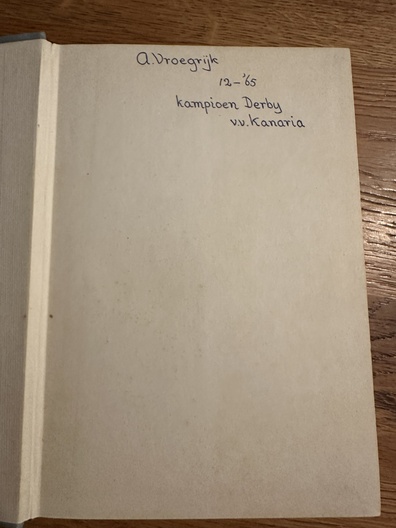 A. Vroegrijk
12-'65
kampioen Derby
v.v. Kanaria